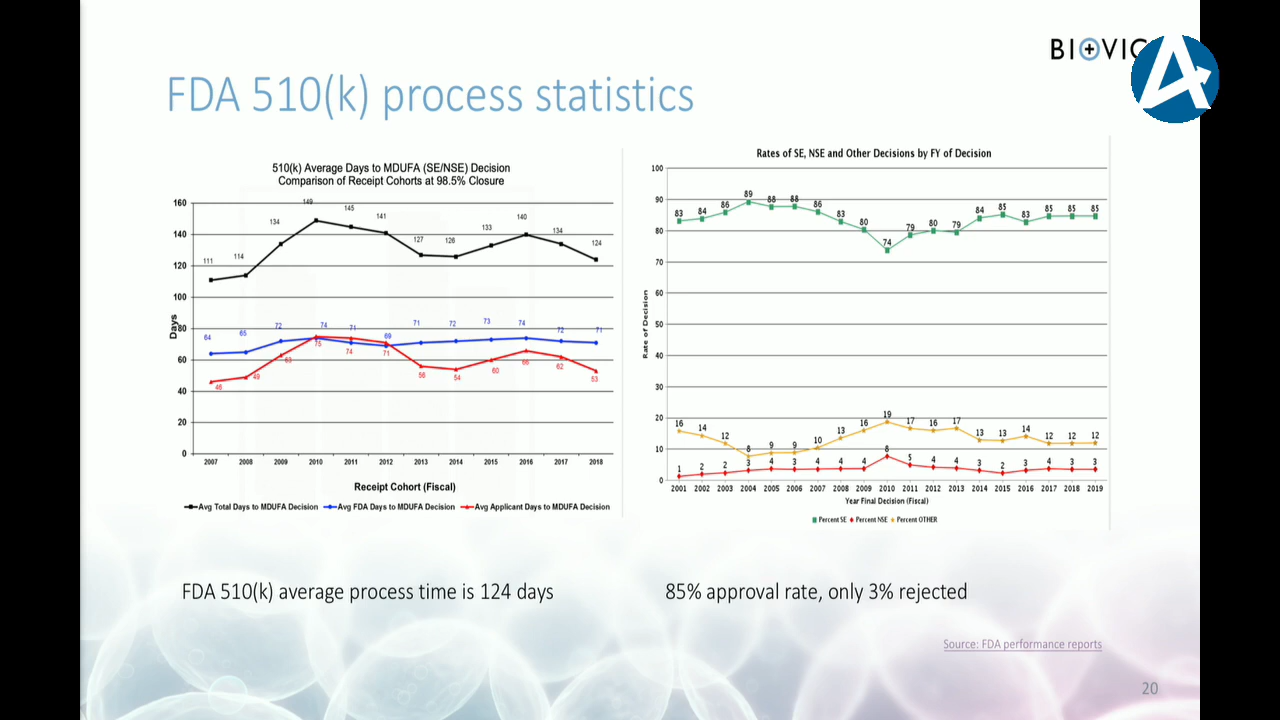 BIOVIC
FDA 510(k) process statistics
510(k) Average Days to MDUFA (SE/NSE) Decision
Comparison of Receipt Cohorts at 98.5% Closure
160
140
120
100
80
60
40
20
0
Days
111 114 134 149 145 141 127 126 133 140 134 124
64 65 72 74 71 69 71 72 73 74 72 71
46 49 63 75 74 71 56 54 60 66 62 53
2007 2008 2009 2010 2011 2012 2013 2014 2015 2016 2017 2018
Receipt Cohort (Fiscal)
Avg Total Days to MDUFA Decision Avg FDA Days to MDUFA Decision Avg Applicant Days to MDUFA Decision
Rates of SE, NSE and Other Decisions by FY of Decision
100
90
80
70
60
50
40
30
20
10
0
Rate of Decision
83 84 86 89 88 88 86 83 80 74 79 80 79 84 85 83 85 85 85
16 14 12 8 9 9 10 13 16 19 17 16 17 13 13 14 12 12 12
1 2 2 3 4 3 4 4 4 8 5 4 4 3 2 3 4 3 3
2001 2002 2003 2004 2005 2006 2007 2008 2009 2010 2011 2012 2013 2014 2015 2016 2017 2018 2019
Year Final Decision (Fiscal)
Percent SE Percent NSE Percent OTHER
FDA 510(k) average process time is 124 days
85% approval rate, only 3% rejected
Source: FDA performance reports
20